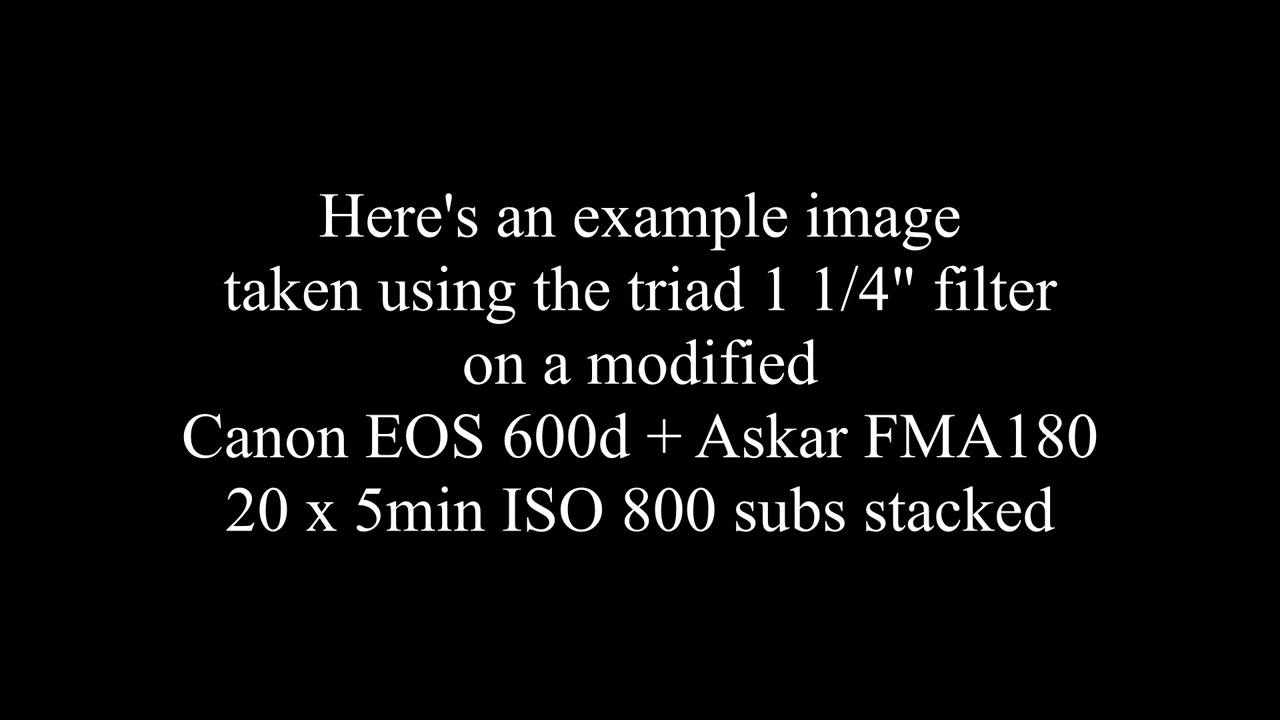 Here's an example image
taken using the triad 1 1/4" filter
on a modified
Canon EOS 600d + Askar FMA180
20 x 5min ISO 800 subs stacked